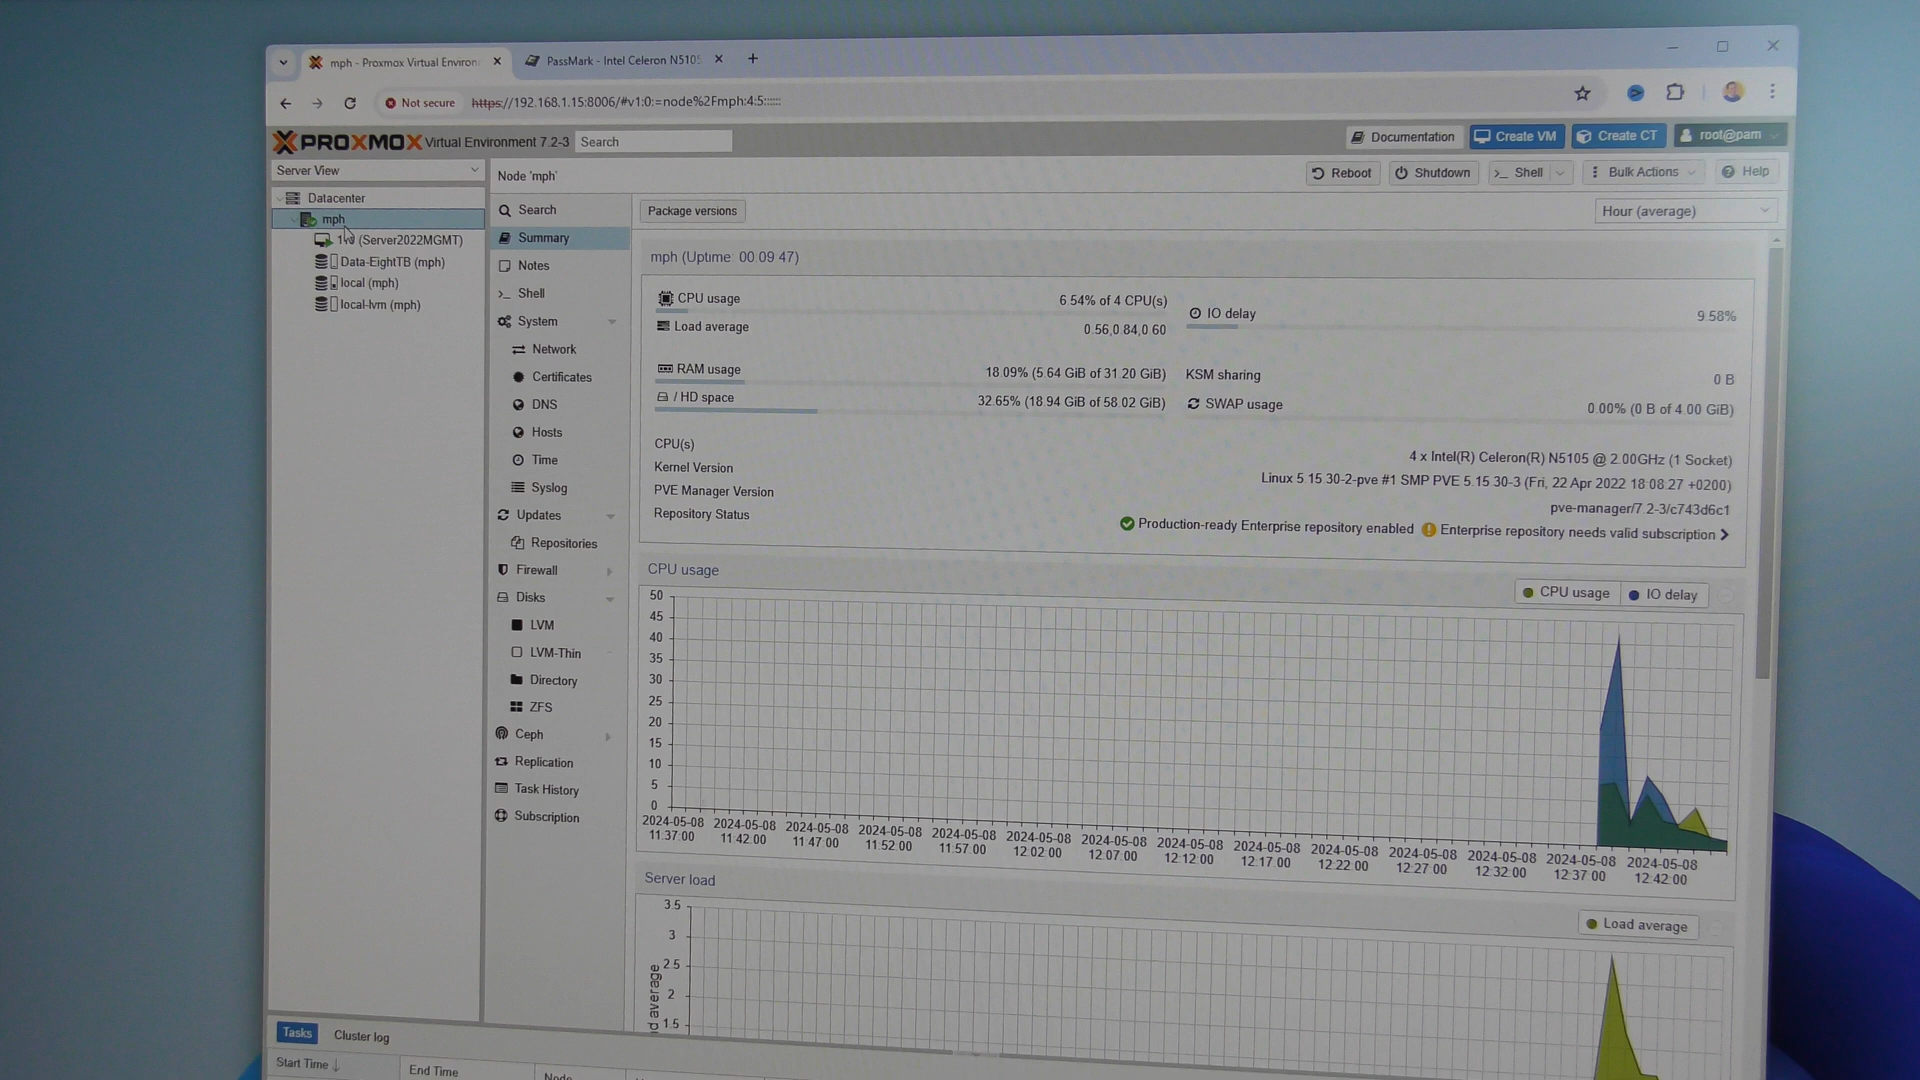 mph - Proxmox Virtual Environ
PassMark - Intel Celeron N5105
Not secure
https://192.168.1.15:8006/#v1:0:=node%2Fmph:4:5::::::
PROXMOX Virtual Environment 7.2-3
Search
Documentation
Create VM
Create CT
root@pam
Server View
Datacenter
mph
(Server2022MGMT)
Data-EightTB (mph)
local (mph)
local-lvm (mph)
Node 'mph'
Reboot
Shutdown
>_ Shell
Bulk Actions
Help
Search
Summary
Notes
>_ Shell
System
Network
Certificates
DNS
Hosts
Time
Syslog
Updates
Repositories
Firewall
Disks
LVM
LVM-Thin
Directory
ZFS
Ceph
Replication
Task History
Subscription
Package versions
Hour (average)
mph (Uptime: 00:09:47)
CPU usage
6.54% of 4 CPU(s)
IO delay
9.58%
Load average
0.56,0.84,0.60
RAM usage
18.09% (5.64 GiB of 31.20 GiB)
KSM sharing
0 B
/ HD space
32.65% (18.94 GiB of 58.02 GiB)
SWAP usage
0.00% (0 B of 4.00 GiB)
CPU(s)
4 x Intel(R) Celeron(R) N5105 @ 2.00GHz (1 Socket)
Kernel Version
Linux 5.15.30-2-pve #1 SMP PVE 5.15.30-3 (Fri, 22 Apr 2022 18:08:27 +0200)
PVE Manager Version
pve-manager/7.2-3/c743d6c1
Repository Status
Production-ready Enterprise repository enabled
Enterprise repository needs valid subscription
CPU usage
CPU usage
IO delay
50
45
40
35
30
25
20
15
10
5
0
2024-05-08 11:37:00
2024-05-08 11:42:00
2024-05-08 11:47:00
2024-05-08 11:52:00
2024-05-08 11:57:00
2024-05-08 12:02:00
2024-05-08 12:07:00
2024-05-08 12:12:00
2024-05-08 12:17:00
2024-05-08 12:22:00
2024-05-08 12:27:00
2024-05-08 12:32:00
2024-05-08 12:37:00
2024-05-08 12:42:00
Server load
Load average
3.5
3
2.5
2
1.5
average
Tasks
Cluster log
Start Time ↓
End Time
Node